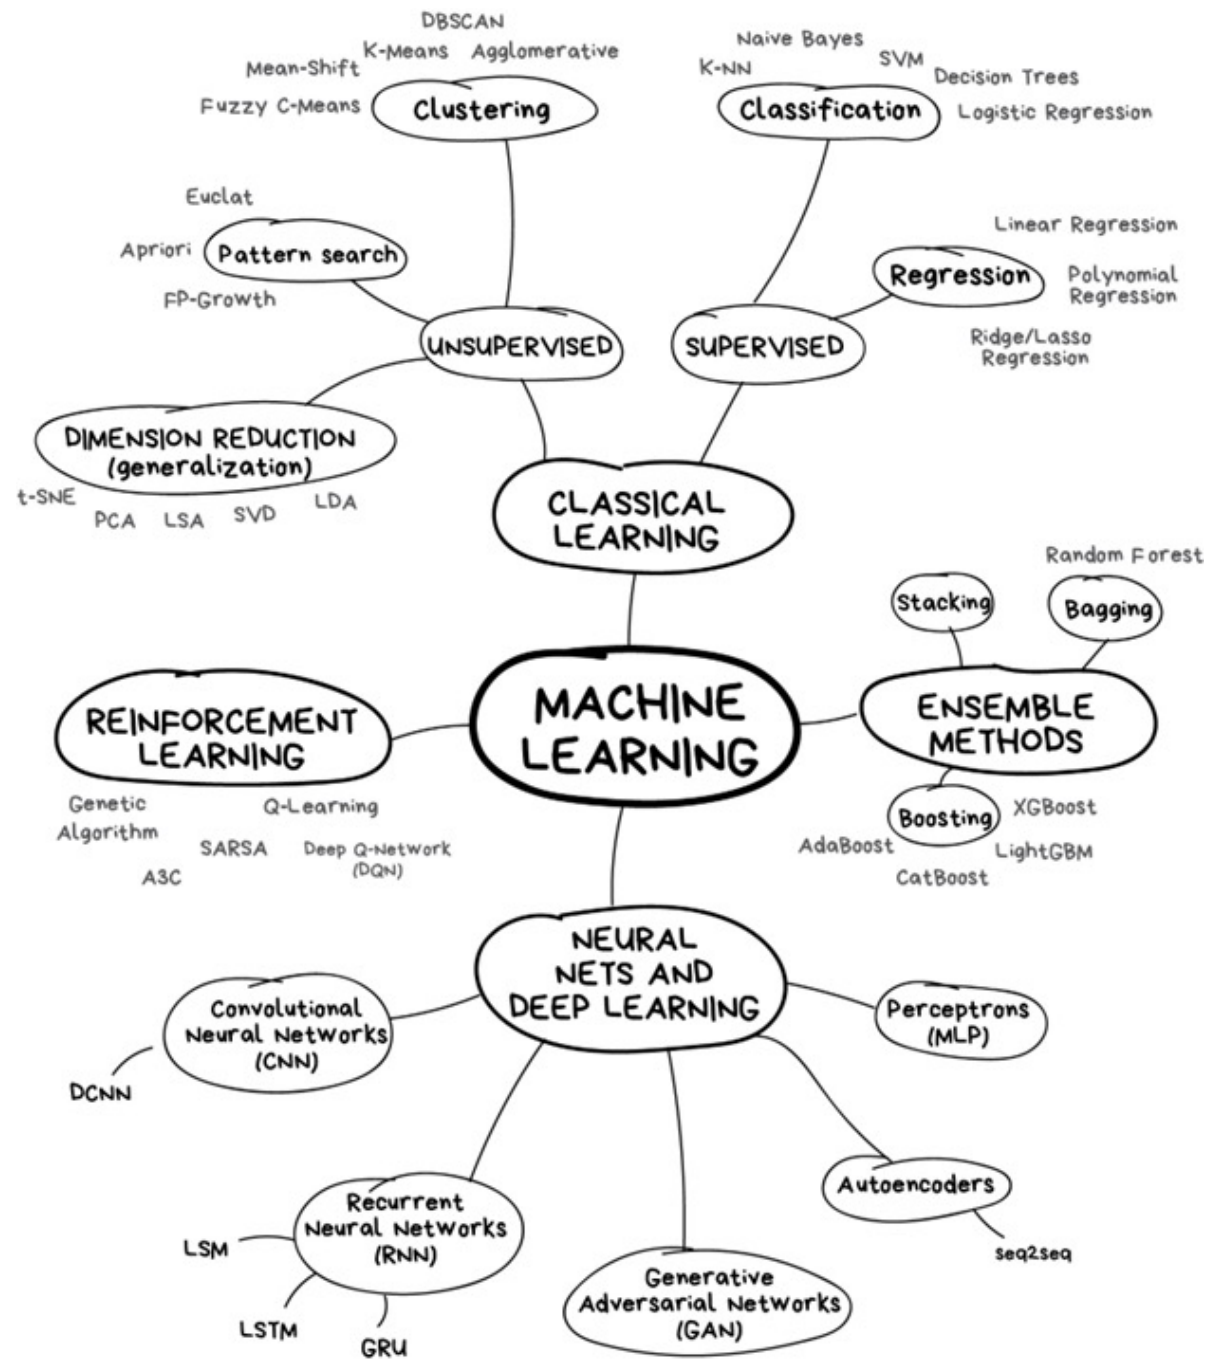 DBSCAN
K-Means Agglomerative
Mean-Shift
Fuzzy C-Means
Clustering
Naive Bayes
K-NN
SVM
Decision Trees
Classification
Logistic Regression
Euclat
Apriori
Pattern search
FP-Growth
Linear Regression
Regression
Polynomial
Regression
Ridge/Lasso
Regression
UNSUPERVISED
SUPERVISED
DIMENSION REDUCTION
(generalization)
t-SNE
PCA
LSA
SVD
LDA
CLASSICAL
LEARNING
Random Forest
Stacking
Bagging
MACHINE
LEARNING
REINFORCEMENT
LEARNING
ENSEMBLE
METHODS
Genetic
Algorithm
Q-Learning
SARSA
Deep Q-Network
(DQN)
A3C
Boosting
XGBoost
AdaBoost
LightGBM
CatBoost
NEURAL
NETS AND
DEEP LEARNING
Convolutional
Neural Networks
(CNN)
DCNN
Perceptrons
(MLP)
Autoencoders
seq2seq
Recurrent
Neural Networks
(RNN)
LSM
LSTM
GRU
Generative
Adversarial Networks
(GAN)